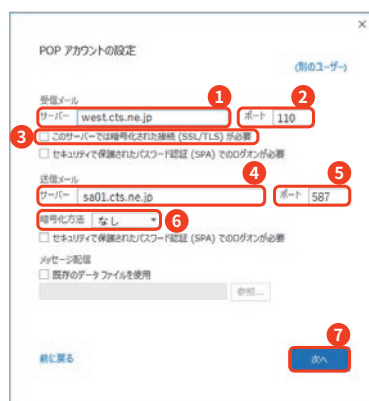 ×
POP アカウントの設定
(別のユーザー)
受信メール
1 2
サーバー west.cts.ne.jp ポート 110
3 このサーバーでは暗号化された接続 (SSL/TLS) が必要
セキュリティで保護されたパスワード認証 (SPA) でのログオンが必要
送信メール
4 5
サーバー sa01.cts.ne.jp ポート 587
暗号化方法 なし 6
セキュリティで保護されたパスワード認証 (SPA) でのログオンが必要
メッセージ配信
既存のデータ ファイルを使用
参照...
7
前に戻る 次へ